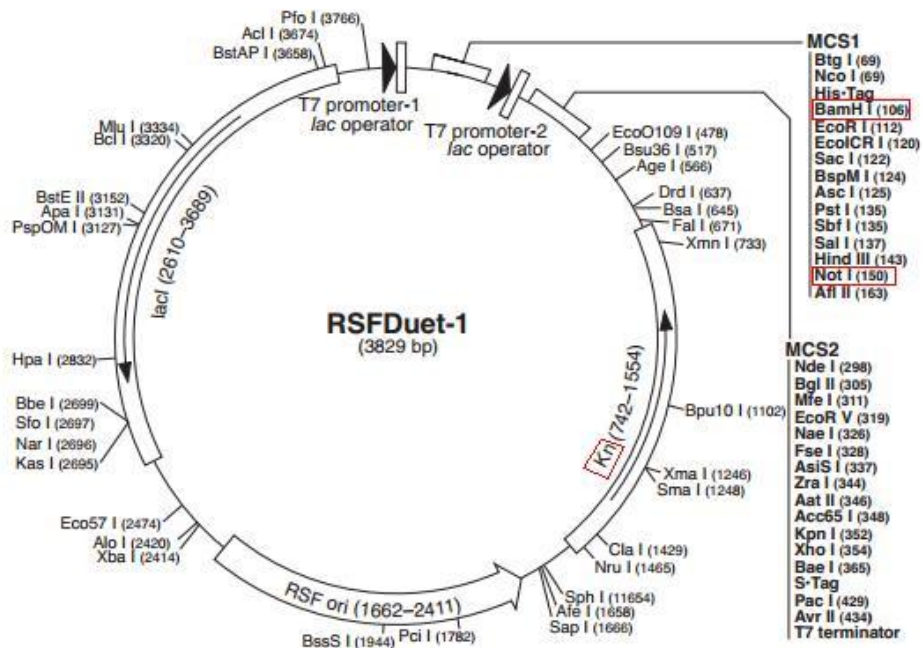 Pfo I (3766)
Acl I (3674)
BstAP I (3658)
T7 promoter-1
lac operator
T7 promoter-2
lac operator
Mlu I (3334)
Bcl I (3320)
BstE II (3152)
Apa I (3131)
PspOM I (3127)
lacI (2610–3689)
Hpa I (2832)
Bbe I (2699)
Sfo I (2697)
Nar I (2696)
Kas I (2695)
Eco57 I (2474)
Alo I (2420)
Xba I (2414)
RSFDuet-1
(3829 bp)
RSF ori (1662–2411)
BssS I (1944)
Pci I (1782)
EcoO109 I (478)
Bsu36 I (517)
Age I (566)
Drd I (637)
Bsa I (645)
Fal I (671)
Xmn I (733)
Kn (742–1554)
Bpu10 I (1102)
Xma I (1246)
Sma I (1248)
Cla I (1429)
Nru I (1465)
Sph I (11654)
Afe I (1658)
Sap I (1666)
MCS1
Btg I (69)
Nco I (69)
His•Tag
BamH I (106)
EcoR I (112)
EcoICR I (120)
Sac I (122)
BspM I (124)
Asc I (125)
Pst I (135)
Sbf I (135)
Sal I (137)
Hind III (143)
Not I (150)
Afl II (163)
MCS2
Nde I (298)
Bgl II (305)
Mfe I (311)
EcoR V (319)
Nae I (326)
Fse I (328)
AsiS I (337)
Zra I (344)
Aat II (346)
Acc65 I (348)
Kpn I (352)
Xho I (354)
Bae I (365)
S•Tag
Pac I (429)
Avr II (434)
T7 terminator